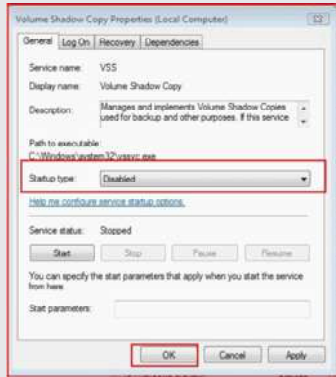 Volume Shadow Copy Properties (Local Computer)
General Log On Recovery Dependencies
Service name: VSS
Display name: Volume Shadow Copy
Description: Manages and implements Volume Shadow Copies
used for backup and other purposes. If this service
Path to executable:
C:\Windows\system32\vssvc.exe
Startup type: Disabled
Help me configure service startup options.
Service status: Stopped
Start Stop Pause Resume
You can specify the start parameters that apply when you start the service
from here.
Start parameters:
OK Cancel Apply